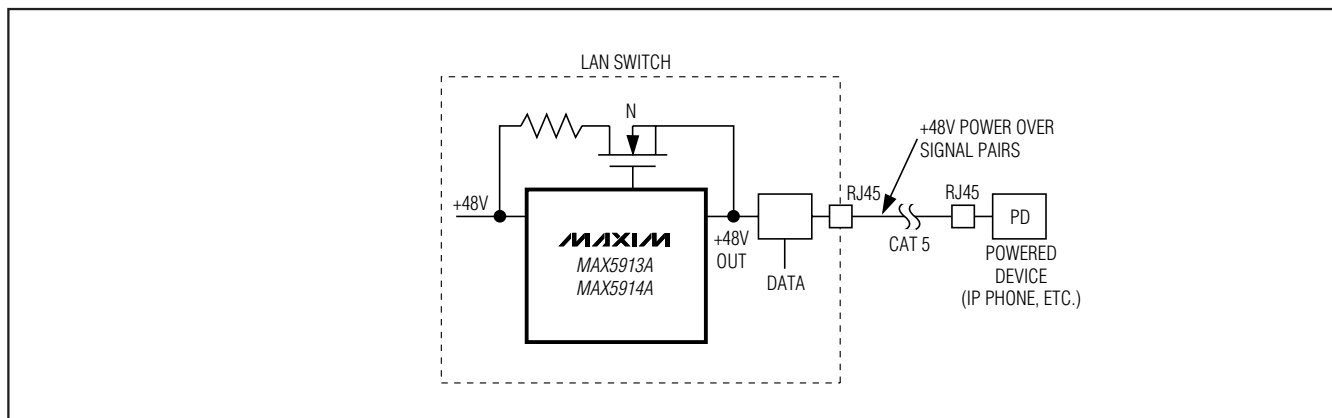 LAN SWITCH
N
+48V POWER OVER
SIGNAL PAIRS
+48V
MAXIM
MAX5913A
MAX5914A
+48V
OUT
DATA
RJ45
CAT 5
RJ45
PD
POWERED
DEVICE
(IP PHONE, ETC.)